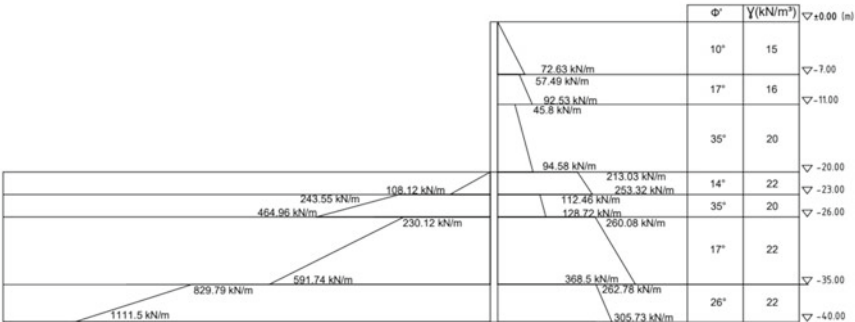 Φ' γ(kN/m³) ▽±0.00 (m)
10° 15
72.63 kN/m ▽-7.00
57.49 kN/m
17° 16
92.53 kN/m ▽-11.00
45.8 kN/m
35° 20
94.58 kN/m ▽-20.00
213.03 kN/m
14° 22
108.12 kN/m 253.32 kN/m ▽-23.00
243.55 kN/m 112.46 kN/m
35° 20
464.96 kN/m 128.72 kN/m ▽-26.00
230.12 kN/m 260.08 kN/m
17° 22
591.74 kN/m 368.5 kN/m ▽-35.00
829.79 kN/m 262.78 kN/m
26° 22
1111.5 kN/m 305.73 kN/m ▽-40.00